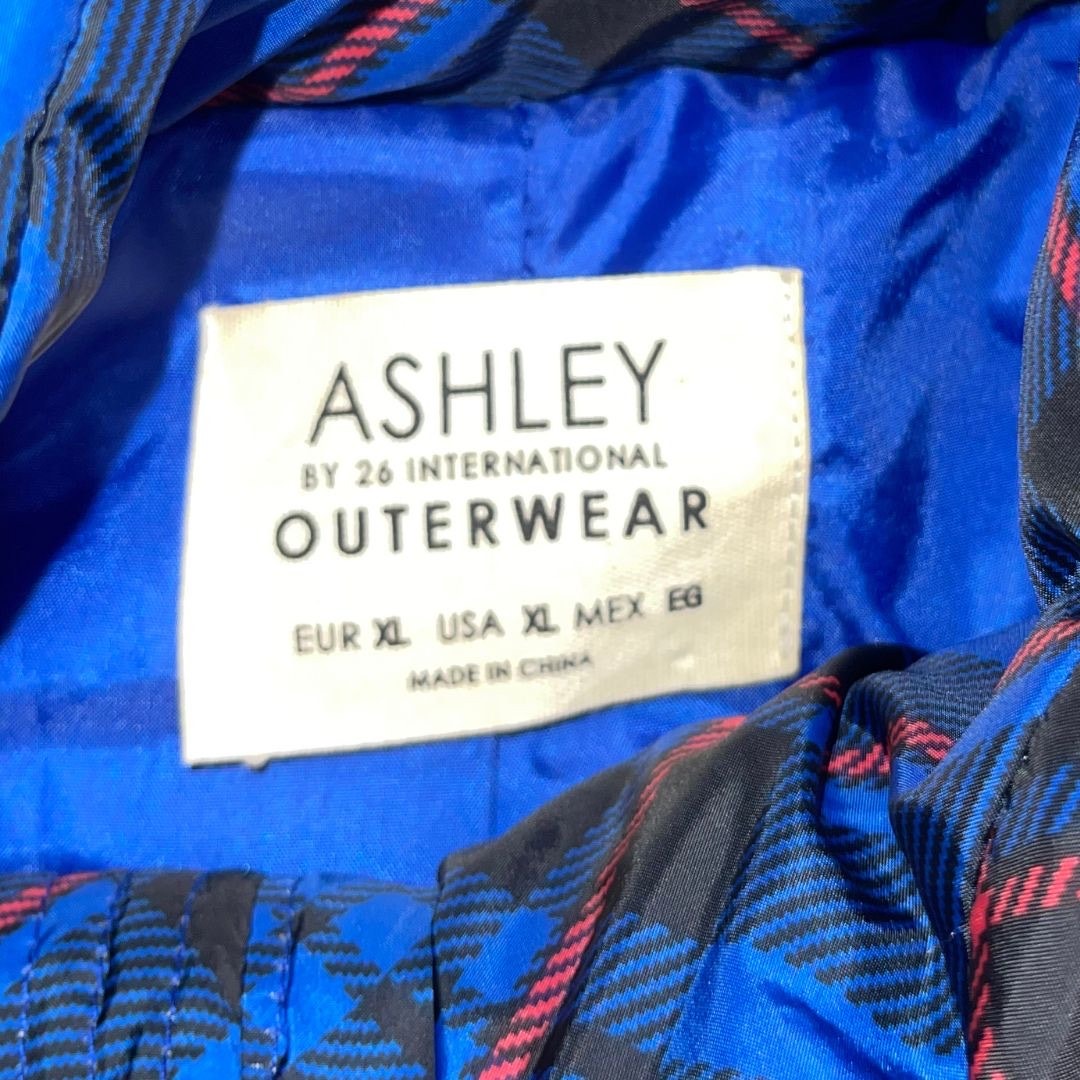 ASHLEY
BY 26 INTERNATIONAL
OUTERWEAR
EUR XL USA XL MEX EG
MADE IN CHINA